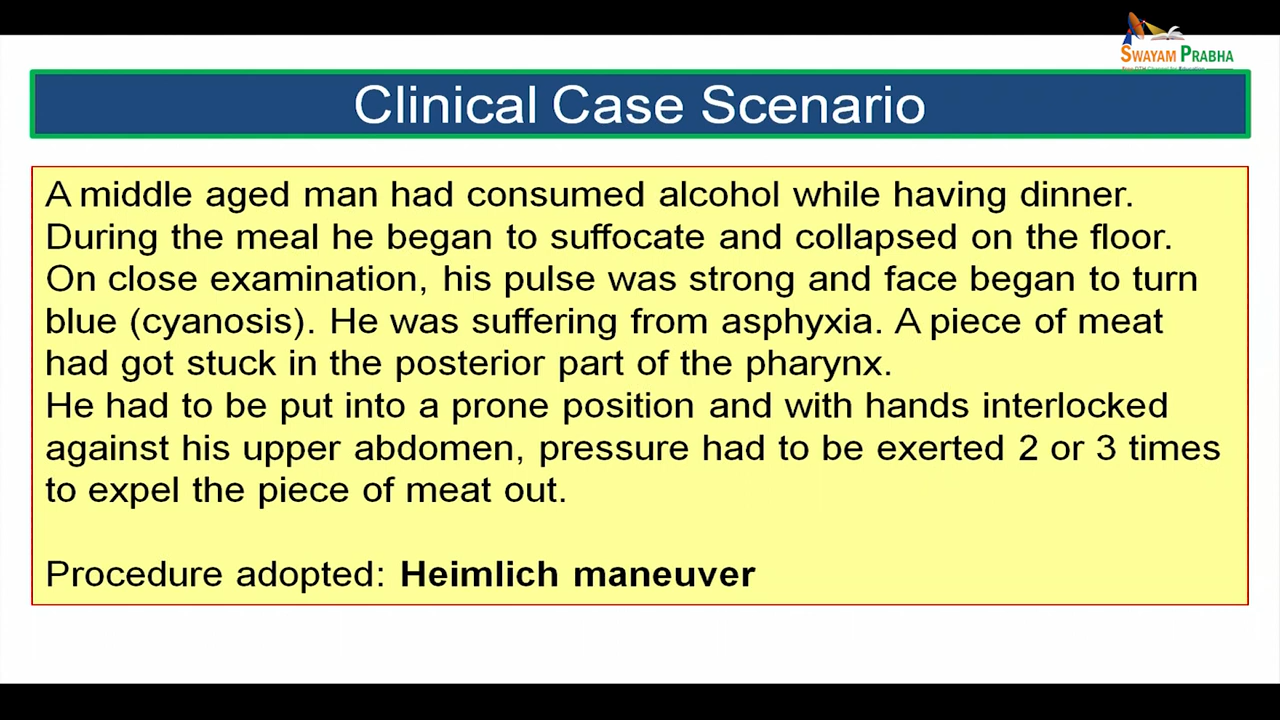 SWAYAM PRABHA
Clinical Case Scenario
A middle aged man had consumed alcohol while having dinner.
During the meal he began to suffocate and collapsed on the floor.
On close examination, his pulse was strong and face began to turn
blue (cyanosis). He was suffering from asphyxia. A piece of meat
had got stuck in the posterior part of the pharynx.
He had to be put into a prone position and with hands interlocked
against his upper abdomen, pressure had to be exerted 2 or 3 times
to expel the piece of meat out.
Procedure adopted: Heimlich maneuver